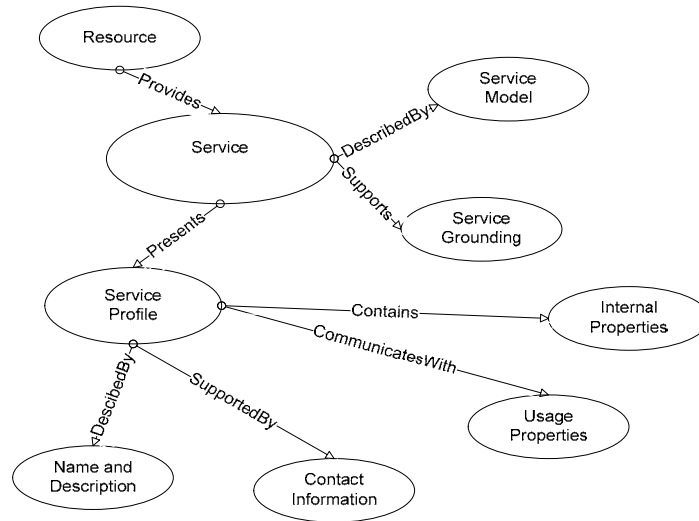 Resource
Provides
Service
Model
DescribedBy
Service
Supports
Service
Grounding
Presents
Service
Profile
Contains
Internal
Properties
CommunicatesWith
DescibedBy
SupportedBy
Usage
Properties
Name and
Description
Contact
Information